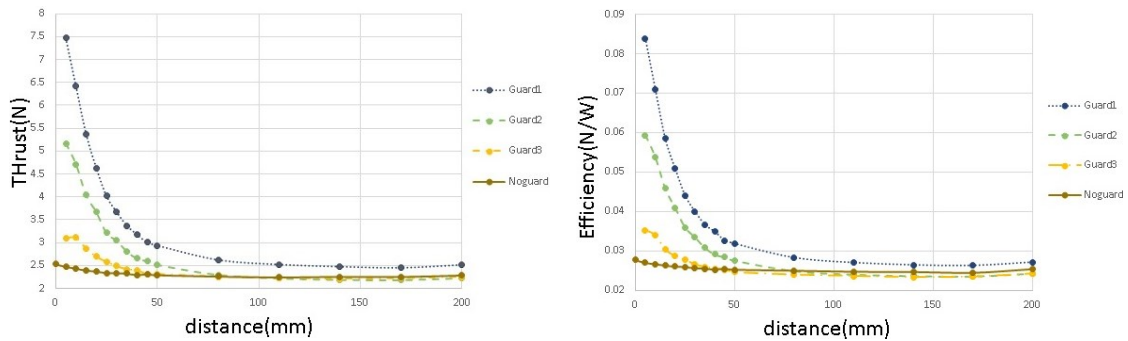 8
7.5
7
6.5
6
5.5
5
4.5
4
3.5
3
2.5
2
THrust(N)
0
50
100
150
200
distance(mm)
Guard1
Guard2
Guard3
Noguard
0.09
0.08
0.07
0.06
0.05
0.04
0.03
0.02
Efficiency(N/W)
0
50
100
150
200
distance(mm)
Guard1
Guard2
Guard3
Noguard